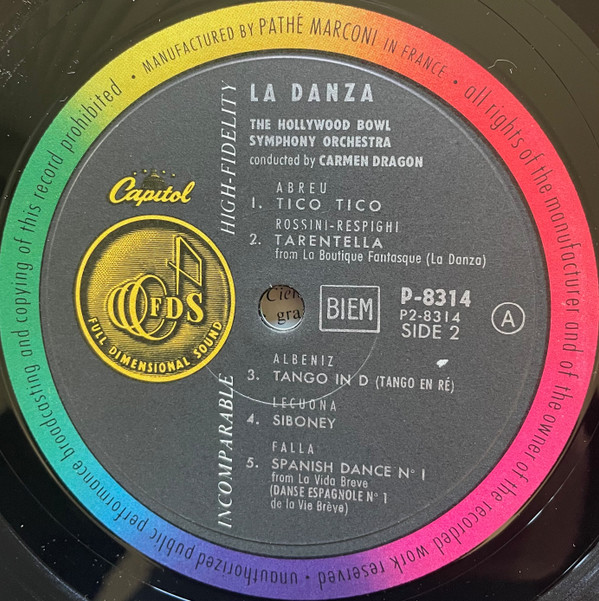 • MANUFACTURED BY PATHÉ MARCONI IN FRANCE • all rights of the manufacturer and of the owner of the recorded work reserved • unauthorized public performance broadcasting and copying of this record prohibited
LA DANZA
THE HOLLYWOOD BOWL
SYMPHONY ORCHESTRA
conducted by CARMEN DRAGON
INCOMPARABLE HIGH-FIDELITY
Capitol
FDS
FULL DIMENSIONAL SOUND
ABREU
1. TICO TICO
ROSSINI-RESPIGHI
2. TARENTELLA
from La Boutique Fantasque (La Danza)
Cien
gra
BIEM
P-8314
P2-8314
SIDE 2
A
ALBENIZ
3. TANGO IN D (TANGO EN RÉ)
LECUONA
4. SIBONEY
FALLA
5. SPANISH DANCE N° 1
from La Vida Breve
(DANSE ESPAGNOLE N° 1
de la Vie Brève)